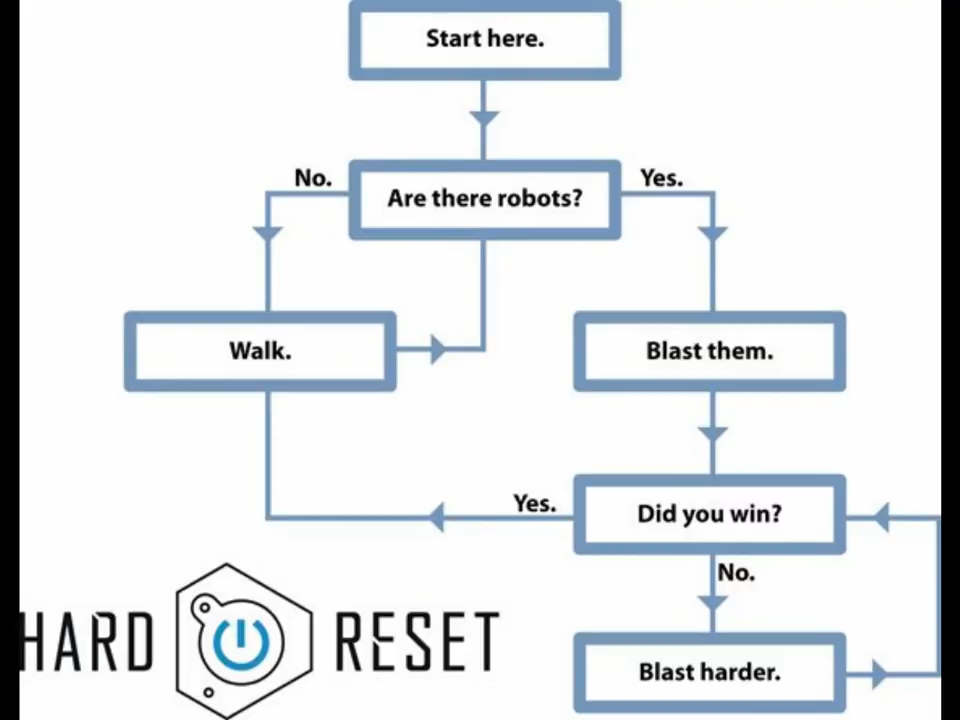 Start here.
No.
Are there robots?
Yes.
Walk.
Blast them.
Yes.
Did you win?
No.
HARD RESET
Blast harder.